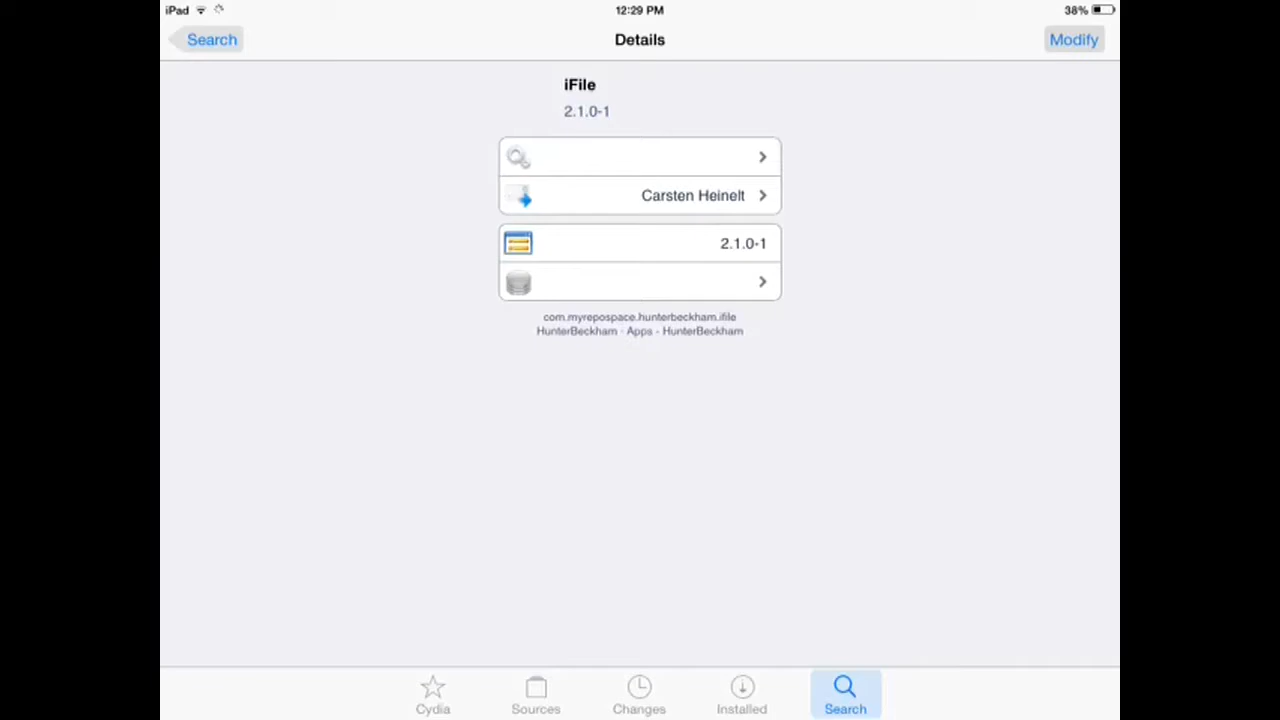 iPad
12:29 PM
38%
Search
Details
Modify
iFile
2.1.0-1
Carsten Heinelt
2.1.0-1
com.myrepospace.hunterbeckham.ifile
HunterBeckham · Apps - HunterBeckham
Cydia
Sources
Changes
Installed
Search